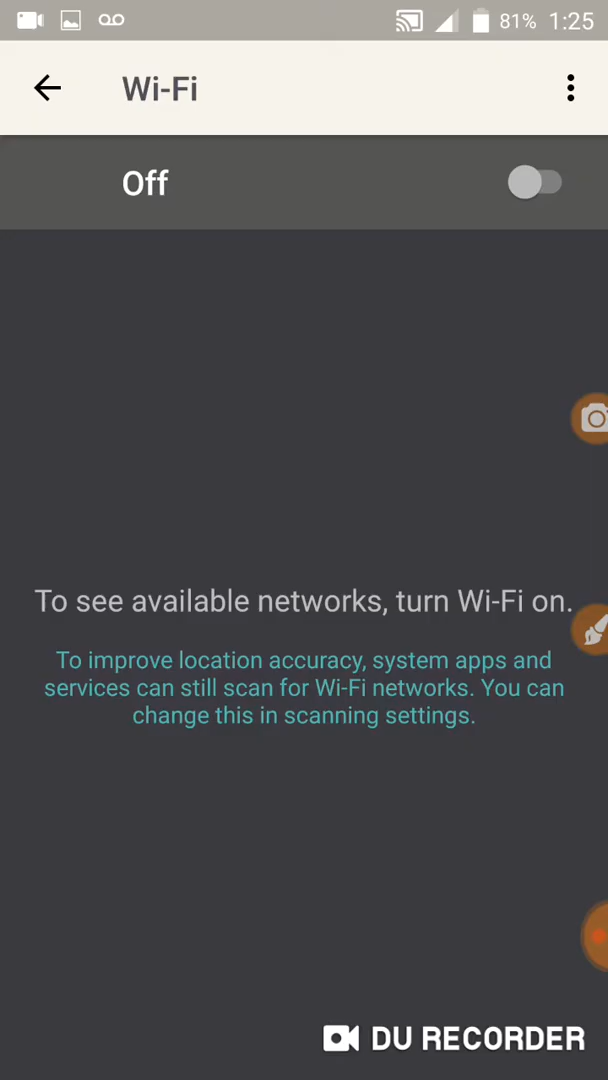 81% 1:25
Wi-Fi
Off
To see available networks, turn Wi-Fi on.
To improve location accuracy, system apps and
services can still scan for Wi-Fi networks. You can
change this in scanning settings.
DU RECORDER